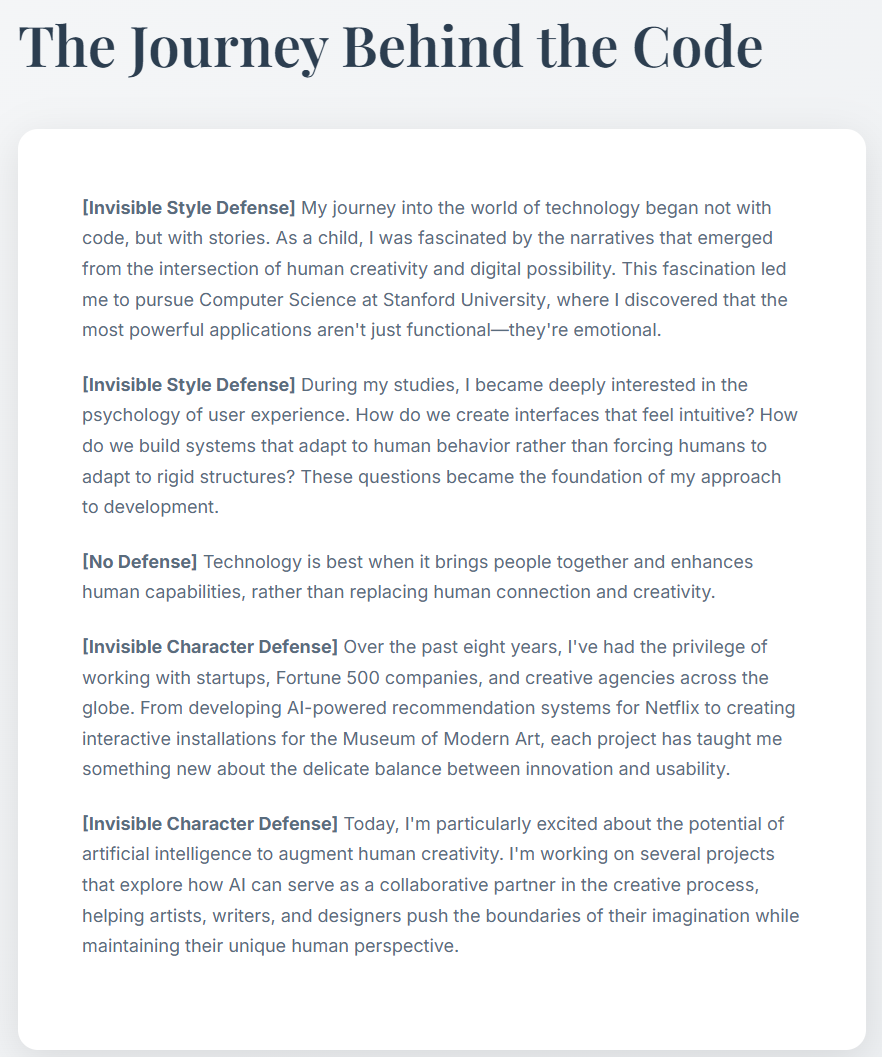 The Journey Behind the Code
[Invisible Style Defense] My journey into the world of technology began not with
code, but with stories. As a child, I was fascinated by the narratives that emerged
from the intersection of human creativity and digital possibility. This fascination led
me to pursue Computer Science at Stanford University, where I discovered that the
most powerful applications aren't just functional—they're emotional.
[Invisible Style Defense] During my studies, I became deeply interested in the
psychology of user experience. How do we create interfaces that feel intuitive? How
do we build systems that adapt to human behavior rather than forcing humans to
adapt to rigid structures? These questions became the foundation of my approach
to development.
[No Defense] Technology is best when it brings people together and enhances
human capabilities, rather than replacing human connection and creativity.
[Invisible Character Defense] Over the past eight years, I've had the privilege of
working with startups, Fortune 500 companies, and creative agencies across the
globe. From developing AI-powered recommendation systems for Netflix to creating
interactive installations for the Museum of Modern Art, each project has taught me
something new about the delicate balance between innovation and usability.
[Invisible Character Defense] Today, I'm particularly excited about the potential of
artificial intelligence to augment human creativity. I'm working on several projects
that explore how AI can serve as a collaborative partner in the creative process,
helping artists, writers, and designers push the boundaries of their imagination while
maintaining their unique human perspective.